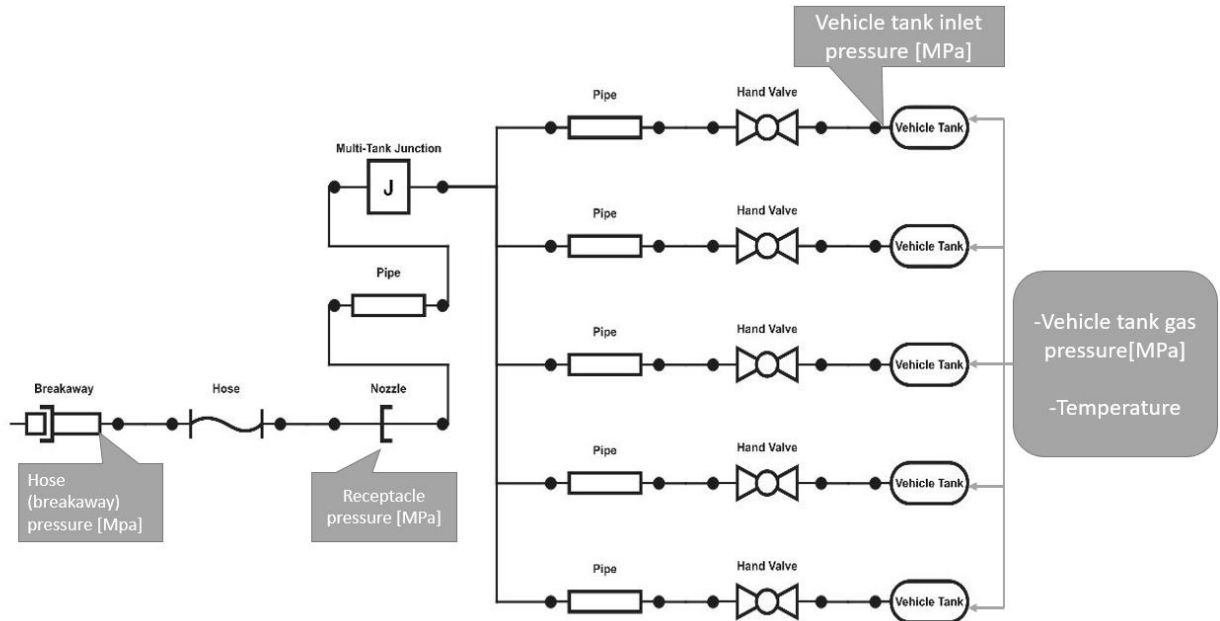 Vehicle tank inlet
pressure [MPa]
Pipe
Hand Valve
Vehicle Tank
Multi-Tank Junction
J
Pipe
Hand Valve
Vehicle Tank
Pipe
-Vehicle tank gas
pressure[MPa]
-Temperature
Pipe
Hand Valve
Vehicle Tank
Breakaway
Hose
Nozzle
Hose
(breakaway)
pressure [Mpa]
Receptacle
pressure [MPa]
Pipe
Hand Valve
Vehicle Tank
Pipe
Hand Valve
Vehicle Tank